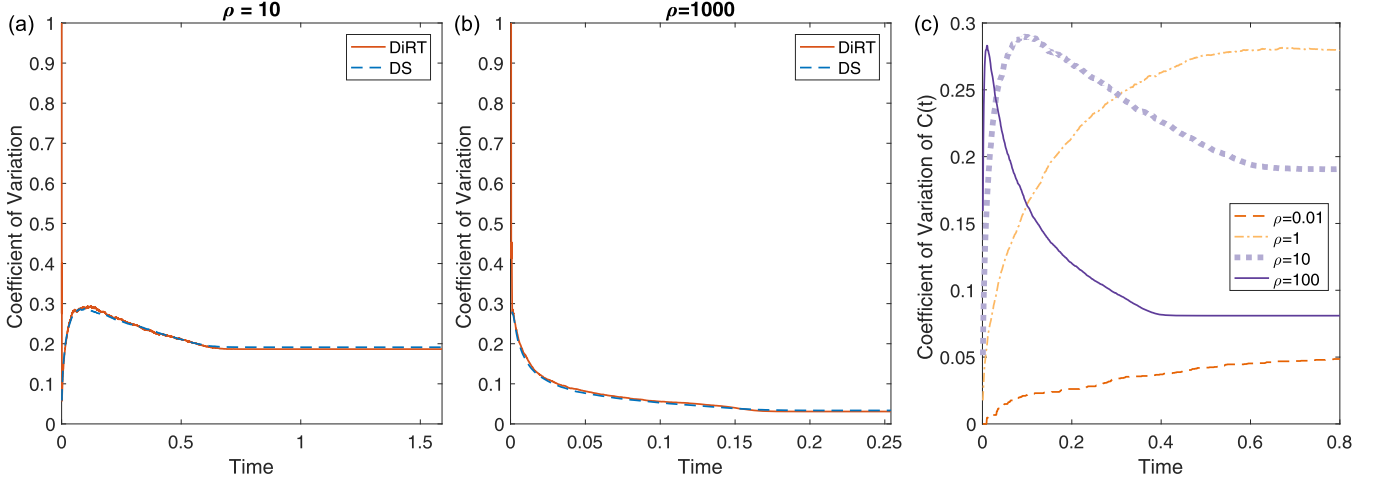 (a)
ρ = 10
1
0.9
0.8
0.7
0.6
0.5
0.4
0.3
0.2
0.1
0
Coefficient of Variation
DiRT
DS
0
0.5
1
1.5
Time
(b)
ρ=1000
1
0.9
0.8
0.7
0.6
0.5
0.4
0.3
0.2
0.1
0
Coefficient of Variation
DiRT
DS
0
0.05
0.1
0.15
0.2
0.25
Time
(c)
0.3
0.25
0.2
0.15
0.1
0.05
0
Coefficient of Variation of C(t)
ρ=0.01
ρ=1
ρ=10
ρ=100
0
0.2
0.4
0.6
0.8
Time